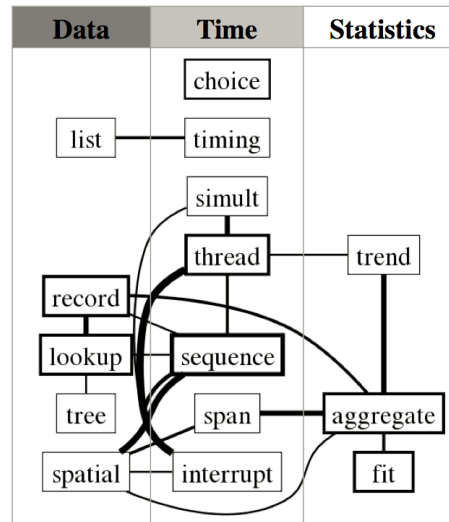 Data Time Statistics
choice
list timing
simult
thread trend
record
lookup sequence
tree span aggregate
spatial interrupt fit